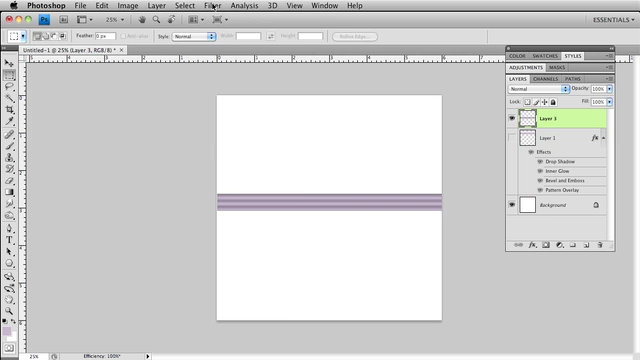 Photoshop File Edit Image Layer Select Filter Analysis 3D View Window Help
Ps 25% ESSENTIALS
Feather: 0 px Anti-alias Style: Normal Width: Height: Refine Edge...
Untitled-1 @ 25% (Layer 3, RGB/8) *
COLOR SWATCHES STYLES
ADJUSTMENTS MASKS
LAYERS CHANNELS PATHS
Normal Opacity: 100%
Lock: Fill: 100%
Layer 3
Layer 1 fx
Effects
Drop Shadow
Inner Glow
Bevel and Emboss
Pattern Overlay
Background
25% Efficiency: 100%*